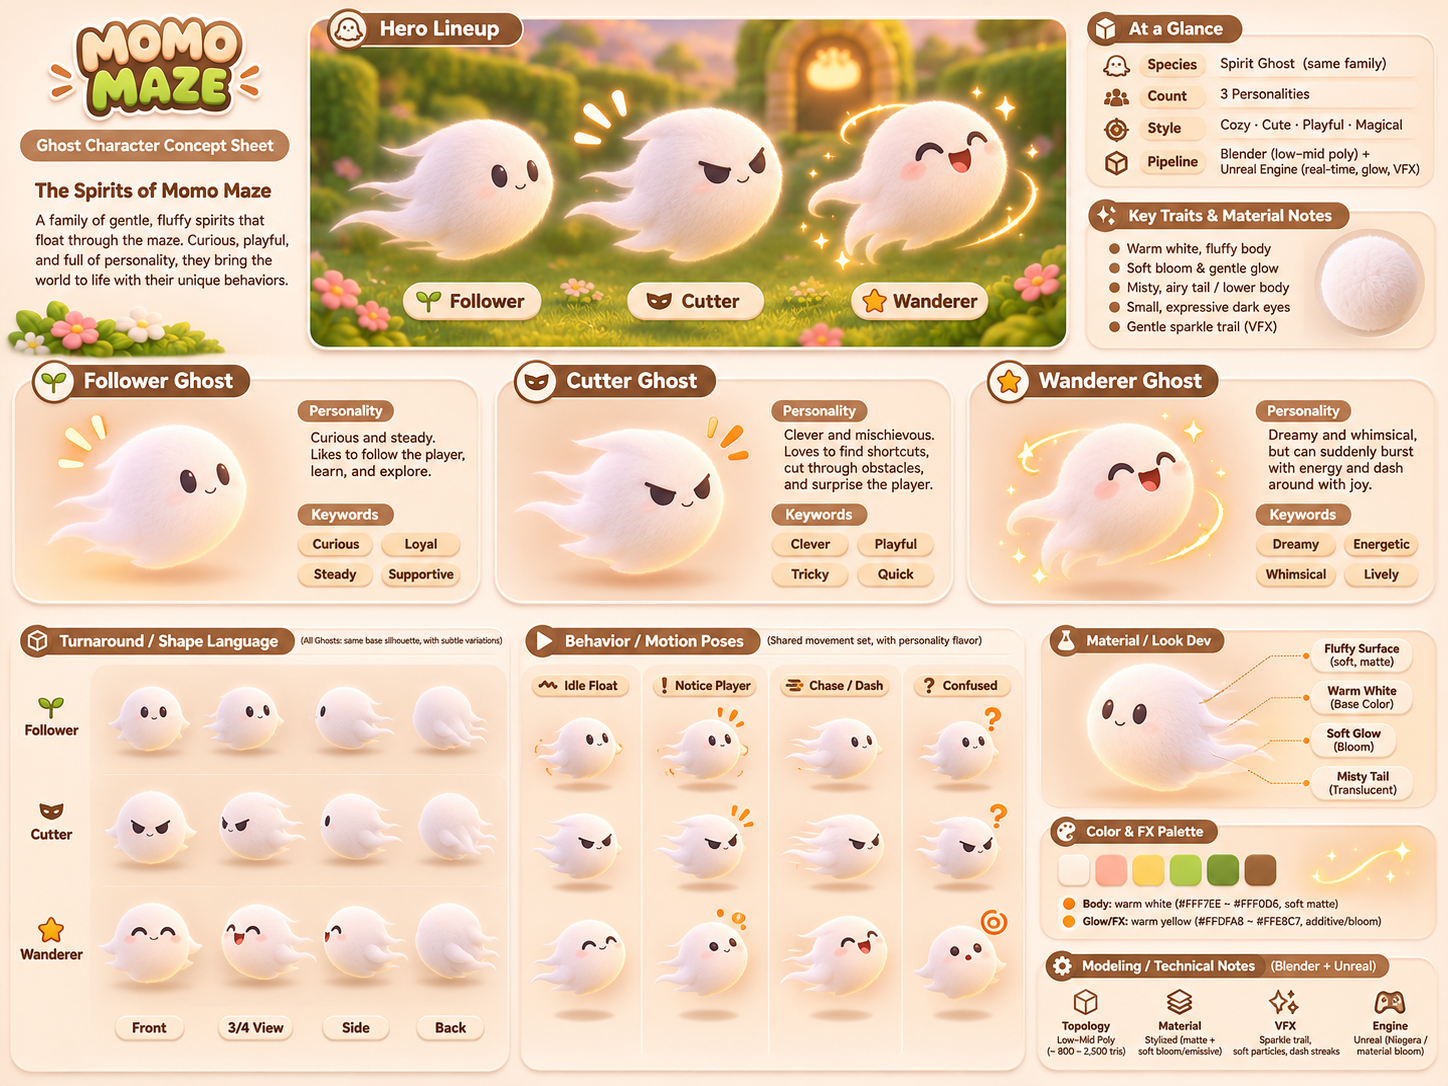 MOMO
MAZE
Ghost Character Concept Sheet
The Spirits of Momo Maze
A family of gentle, fluffy spirits that
float through the maze. Curious, playful,
and full of personality, they bring the
world to life with their unique behaviors.
Hero Lineup
Follower
Cutter
Wanderer
At a Glance
Species
Spirit Ghost (same family)
Count
3 Personalities
Style
Cozy · Cute · Playful · Magical
Pipeline
Blender (low-mid poly) +
Unreal Engine (real-time, glow, VFX)
Key Traits & Material Notes
Warm white, fluffy body
Soft bloom & gentle glow
Misty, airy tail / lower body
Small, expressive dark eyes
Gentle sparkle trail (VFX)
Follower Ghost
Personality
Curious and steady.
Likes to follow the player,
learn, and explore.
Keywords
Curious
Loyal
Steady
Supportive
Cutter Ghost
Personality
Clever and mischievous.
Loves to find shortcuts,
cut through obstacles,
and surprise the player.
Keywords
Clever
Playful
Tricky
Quick
Wanderer Ghost
Personality
Dreamy and whimsical,
but can suddenly burst
with energy and dash
around with joy.
Keywords
Dreamy
Energetic
Whimsical
Lively
Turnaround / Shape Language
(All Ghosts: same base silhouette, with subtle variations)
Follower
Cutter
Wanderer
Front
3/4 View
Side
Back
Behavior / Motion Poses
(Shared movement set, with personality flavor)
Idle Float
! Notice Player
Chase / Dash
? Confused
?
?
Material / Look Dev
Fluffy Surface
(soft, matte)
Warm White
(Base Color)
Soft Glow
(Bloom)
Misty Tail
(Translucent)
Color & FX Palette
Body: warm white (#FFF7EE ~ #FFF0D6, soft matte)
Glow/FX: warm yellow (#FFDFA8 ~ #FFE8C7, additive/bloom)
Modeling / Technical Notes (Blender + Unreal)
Topology
Low-Mid Poly
(~ 800 – 2,500 tris)
Material
Stylized (matte +
soft bloom/emissive)
VFX
Sparkle trail,
soft particles, dash streaks
Engine
Unreal (Niegera /
material bloom)